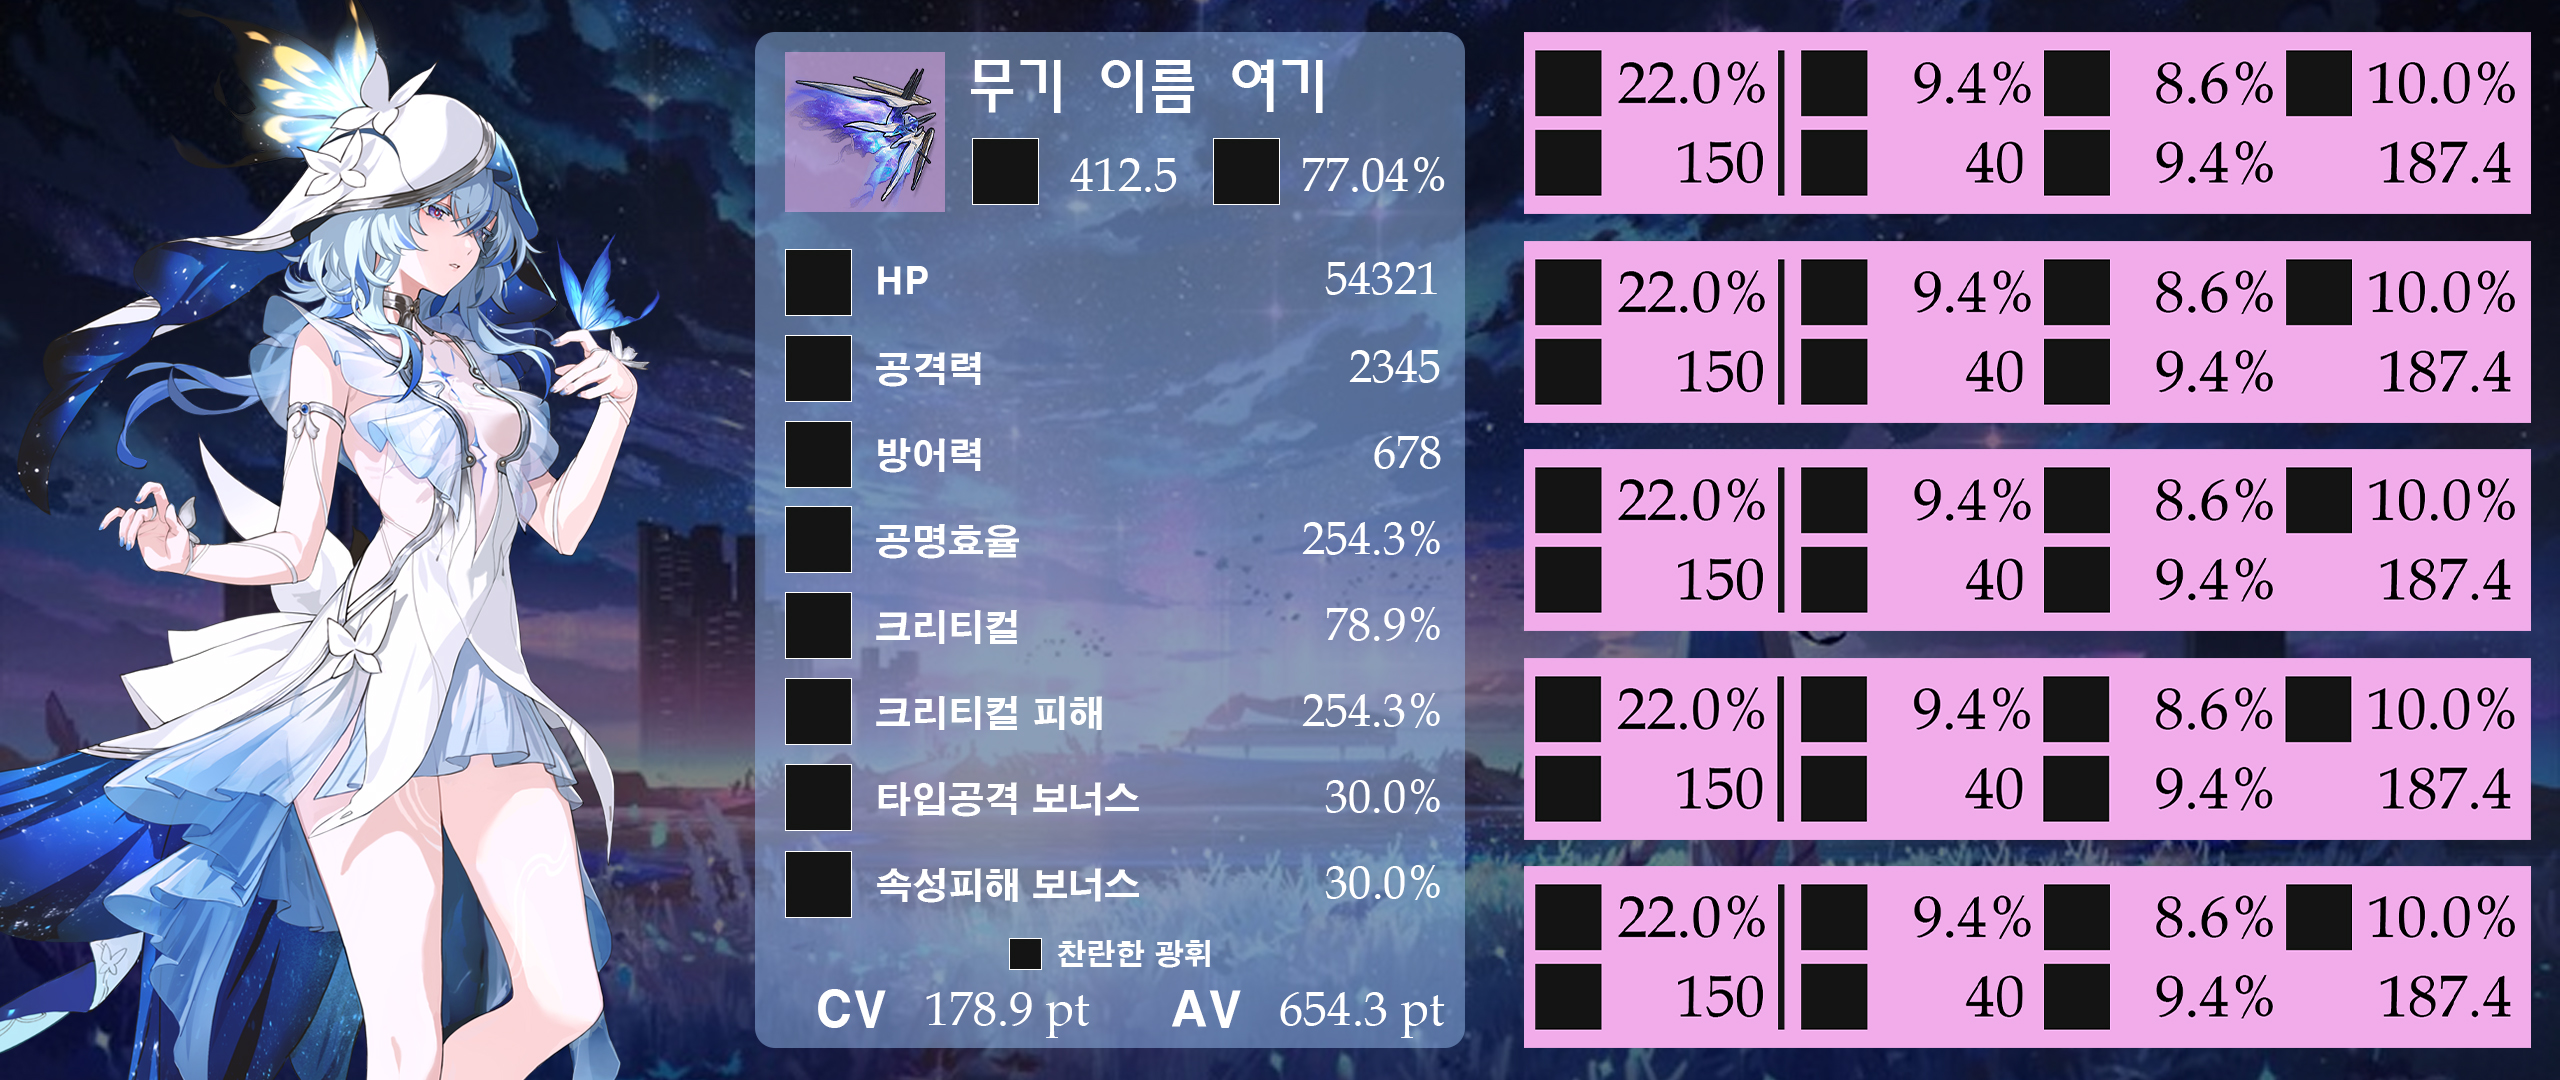 무기 이름 여기
412.5 77.04%
HP 54321
공격력 2345
방어력 678
공명효율 254.3%
크리티컬 78.9%
크리티컬 피해 254.3%
타입공격 보너스 30.0%
속성피해 보너스 30.0%
찬란한 광휘
CV 178.9 pt AV 654.3 pt
22.0% 9.4% 8.6% 10.0%
150 40 9.4% 187.4
22.0% 9.4% 8.6% 10.0%
150 40 9.4% 187.4
22.0% 9.4% 8.6% 10.0%
150 40 9.4% 187.4
22.0% 9.4% 8.6% 10.0%
150 40 9.4% 187.4
22.0% 9.4% 8.6% 10.0%
150 40 9.4% 187.4